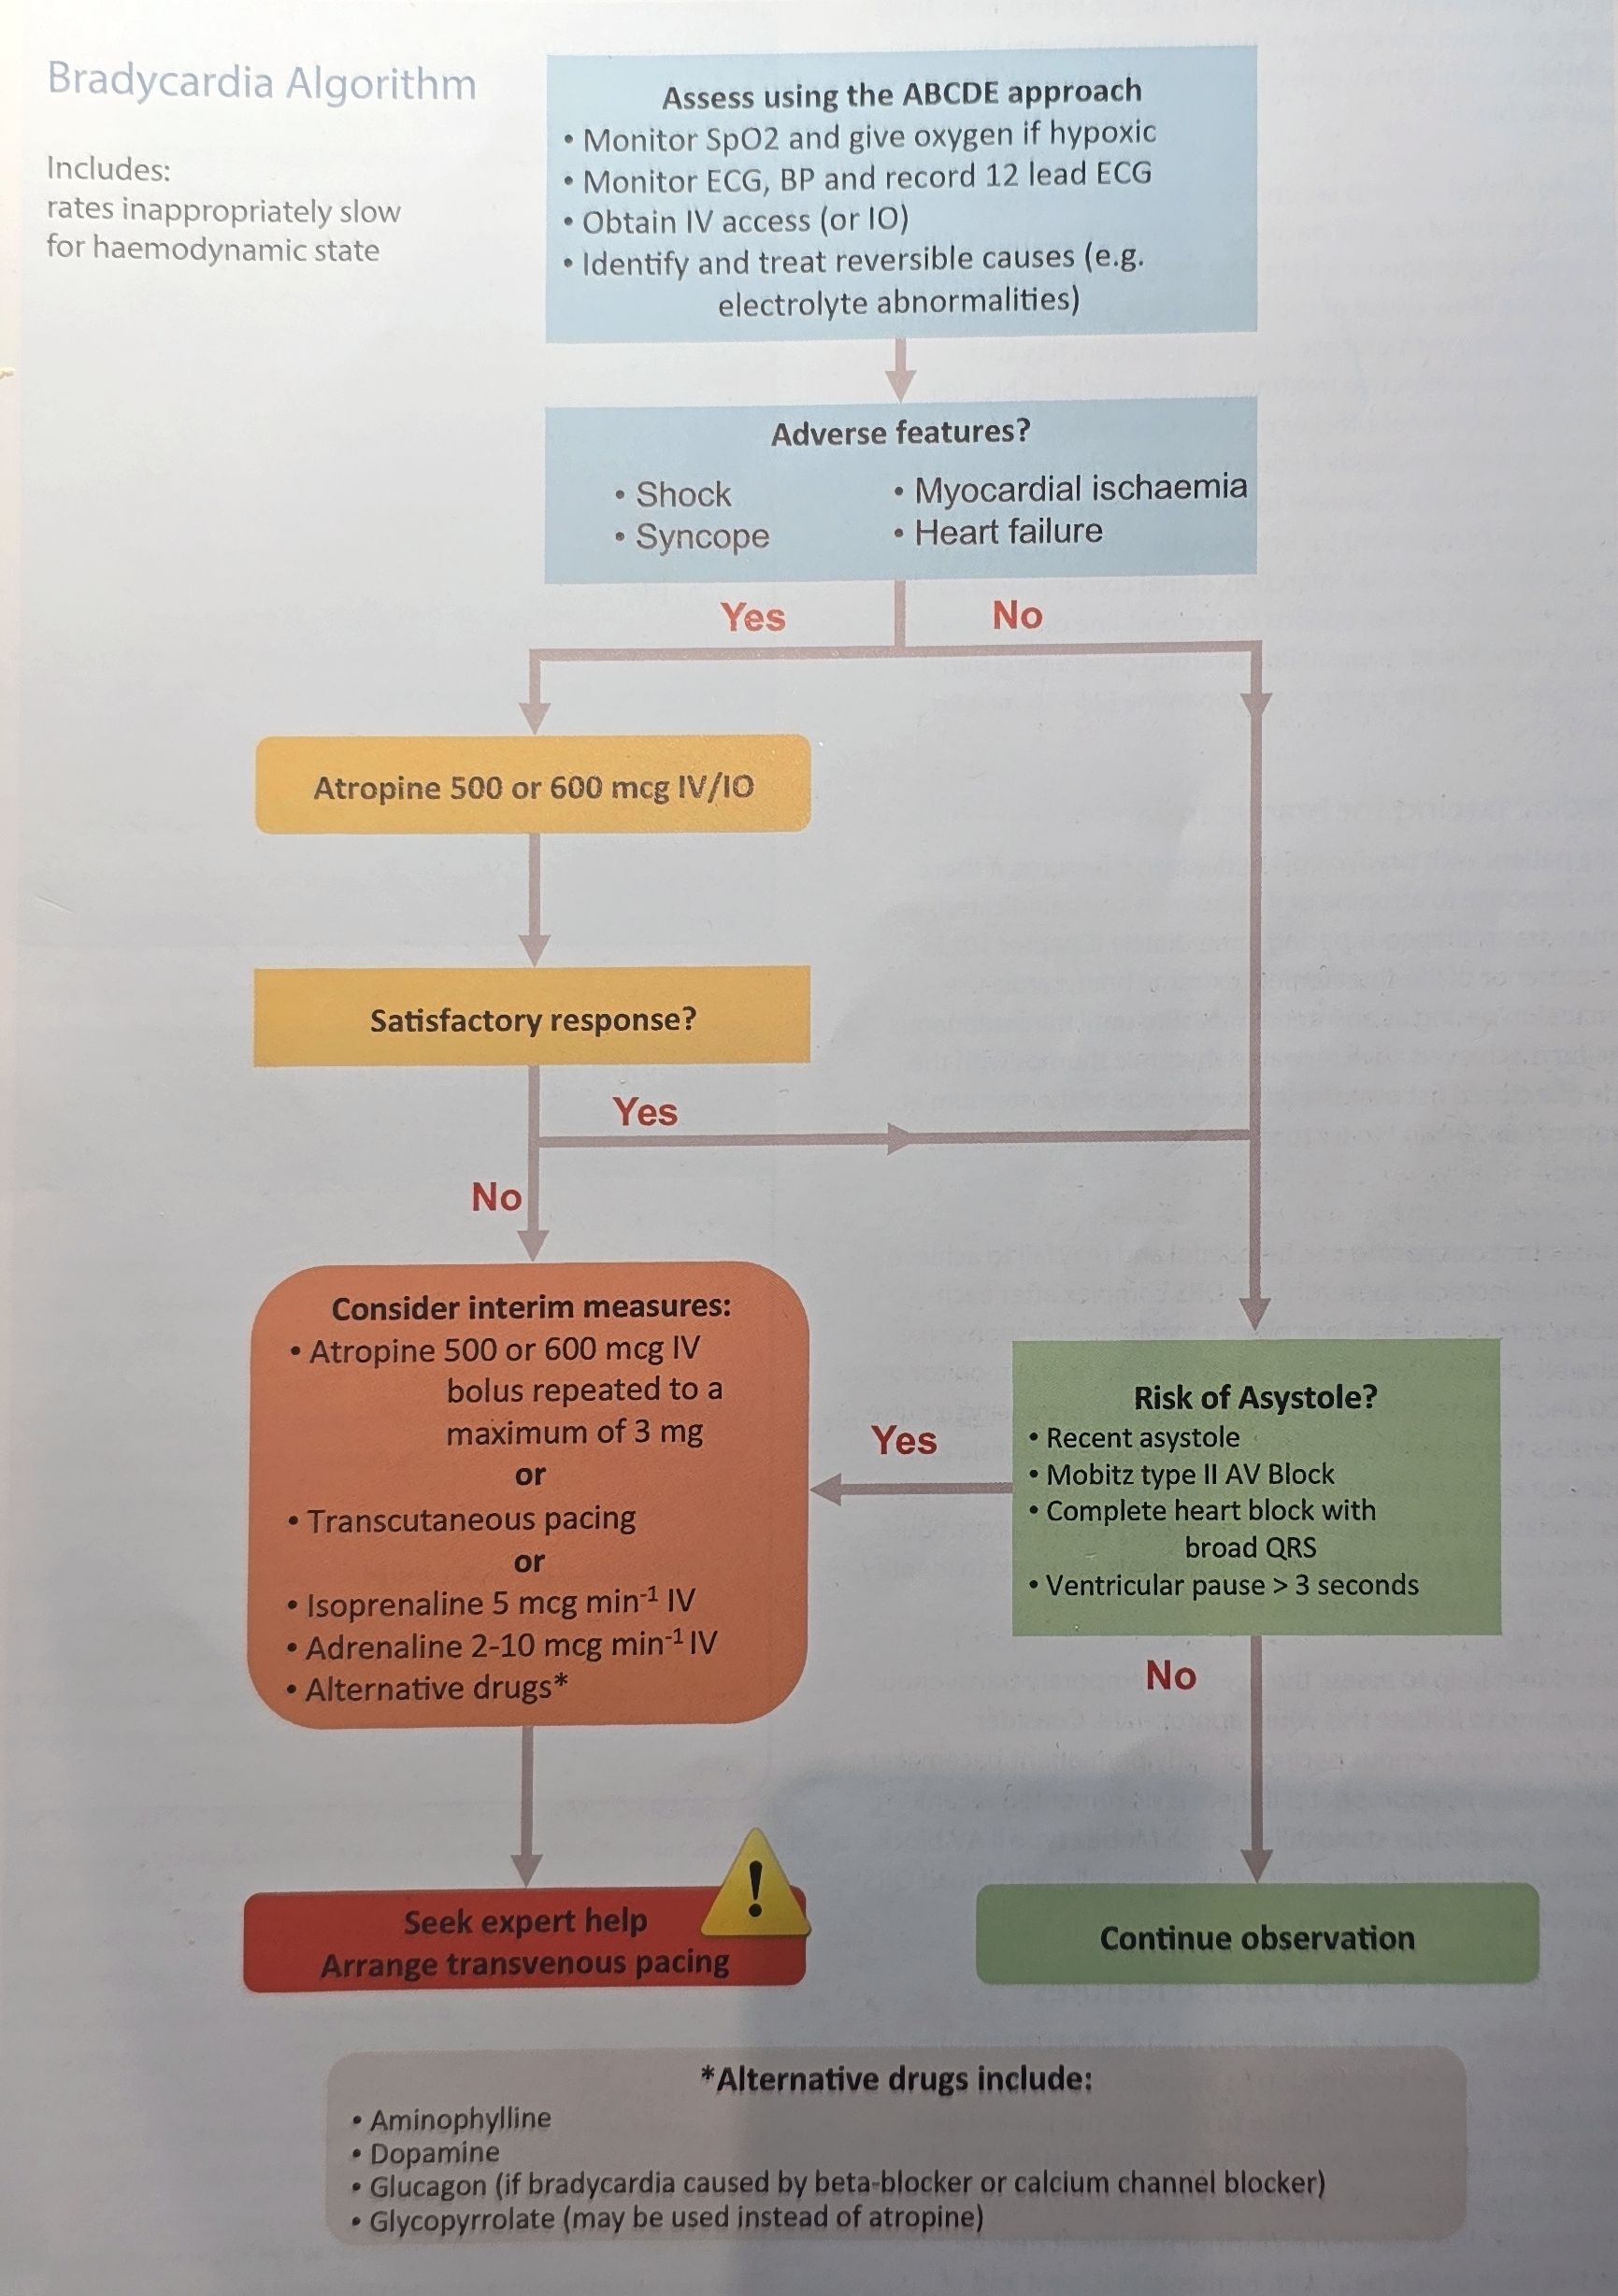 Bradycardia Algorithm
Includes:
rates inappropriately slow
for haemodynamic state
Assess using the ABCDE approach
• Monitor SpO2 and give oxygen if hypoxic
• Monitor ECG, BP and record 12 lead ECG
• Obtain IV access (or IO)
• Identify and treat reversible causes (e.g.
electrolyte abnormalities)
Adverse features?
• Shock
• Syncope
• Myocardial ischaemia
• Heart failure
Yes
No
Atropine 500 or 600 mcg IV/IO
Satisfactory response?
Yes
No
Consider interim measures:
• Atropine 500 or 600 mcg IV
bolus repeated to a
maximum of 3 mg
or
• Transcutaneous pacing
or
• Isoprenaline 5 mcg min⁻¹ IV
• Adrenaline 2-10 mcg min⁻¹ IV
• Alternative drugs*
Yes
Risk of Asystole?
• Recent asystole
• Mobitz type II AV Block
• Complete heart block with
broad QRS
• Ventricular pause > 3 seconds
No
!
Seek expert help
Arrange transvenous pacing
Continue observation
*Alternative drugs include:
• Aminophylline
• Dopamine
• Glucagon (if bradycardia caused by beta-blocker or calcium channel blocker)
• Glycopyrrolate (may be used instead of atropine)